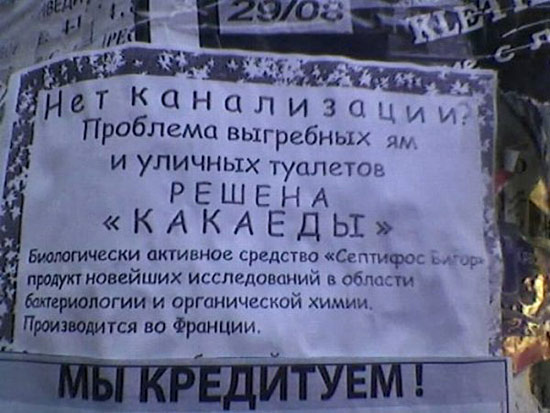 29/08
Нет канализации?
Проблема выгребных ям
и уличных туалетов
РЕШЕНА
«КАКАЕДЫ»
Биологически активное средство «Септифос Вигор»
продукт новейших исследований в области
бактериологии и органической химии.
Производится во Франции.
МЫ КРЕДИТУЕМ!